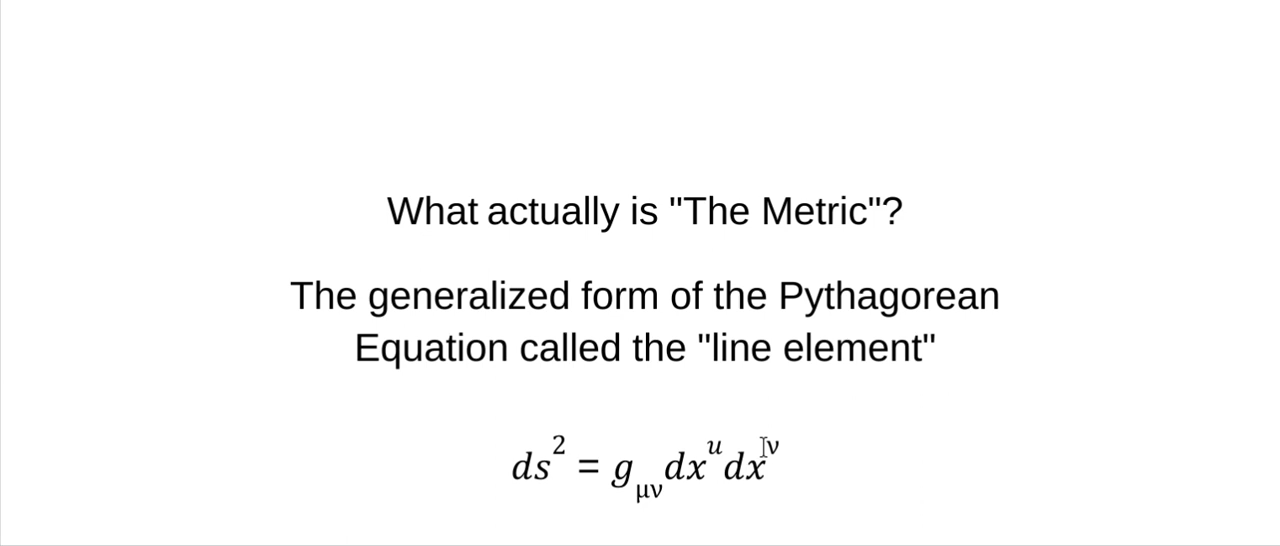 What actually is "The Metric"?
The generalized form of the Pythagorean
Equation called the "line element"
ds² = g_μν dx^u dx^ν